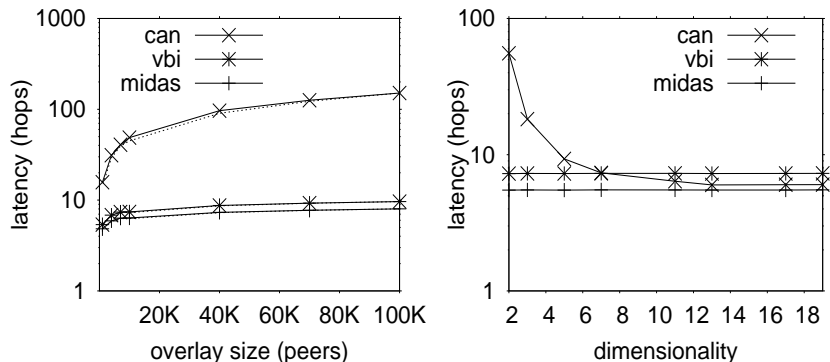 1000
100
10
1
latency (hops)
can
vbi
midas
20K 40K 60K 80K 100K
overlay size (peers)
100
10
1
latency (hops)
can
vbi
midas
2 4 6 8 10 12 14 16 18
dimensionality